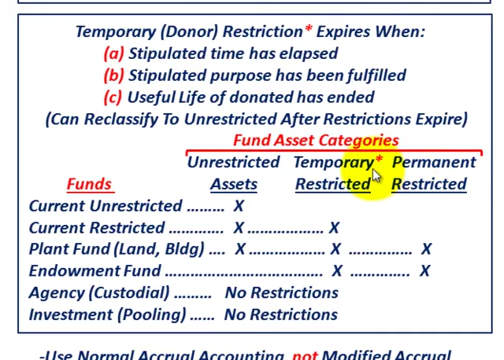 Temporary (Donor) Restriction* Expires When:
(a) Stipulated time has elapsed
(b) Stipulated purpose has been fulfilled
(c) Useful Life of donated has ended
(Can Reclassify To Unrestricted After Restrictions Expire)
Fund Asset Categories
Unrestricted Temporary* Permanent
Funds Assets Restricted Restricted
Current Unrestricted ......... X
Current Restricted ............. X .................. X
Plant Fund (Land, Bldg) .... X .................. X ............... X
Endowment Fund .................................... X .............. X
Agency (Custodial) ......... No Restrictions
Investment (Pooling) ...... No Restrictions
-Use Normal Accrual Accounting, not Modified Accrual